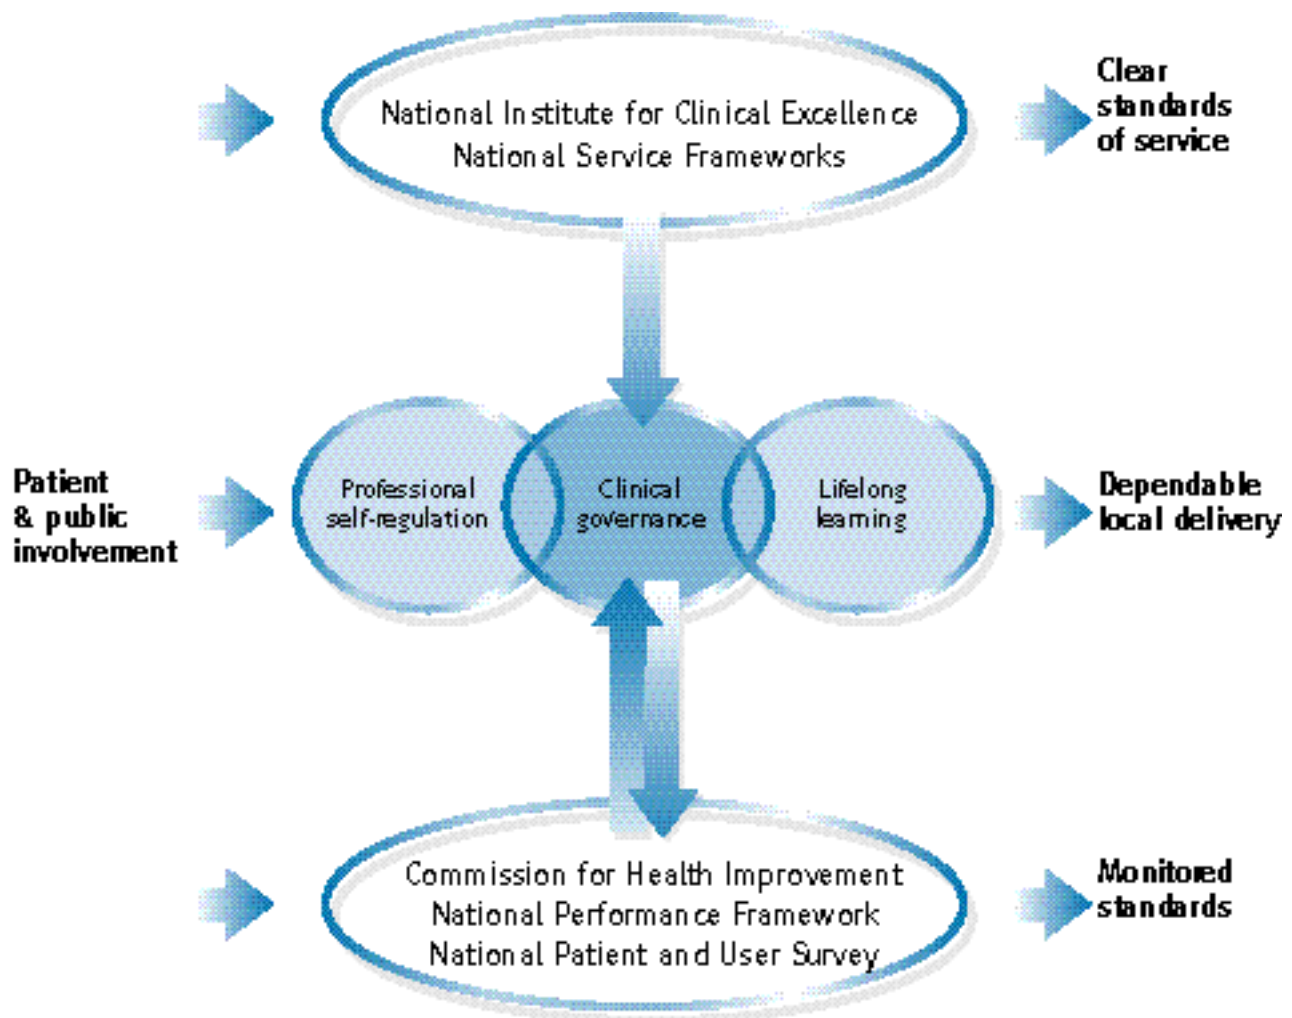 National Institute for Clinical Excellence
National Service Frameworks
Clear
standards
of service
Patient
& public
involvement
Professional
self-regulation
Clinical
governance
Lifelong
learning
Dependable
local delivery
Commission for Health Improvement
National Performance Framework
National Patient and User Survey
Monitored
standards